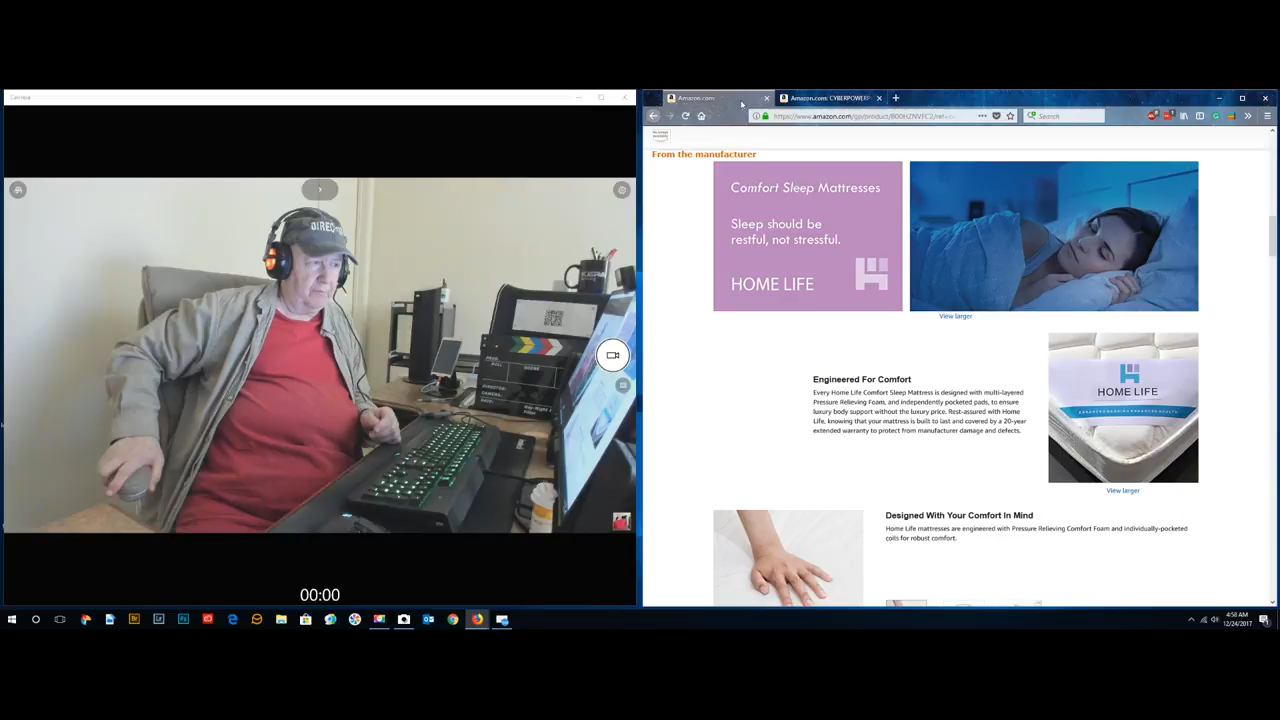 Camera
00:00
Amazon.com:
Amazon.com: CYBERPOWERP
Search
From the manufacturer
Comfort Sleep Mattresses
Sleep should be
restful, not stressful.
HOME LIFE
View larger
Engineered For Comfort
Every Home Life Comfort Sleep Mattress is designed with multi-layered
Pressure Relieving Foam, and independently pocketed pads, to ensure
luxury body support without the luxury price. Rest-assured with Home
Life, knowing that your mattress is built to last and covered by a 20-year
extended warranty to protect from manufacturer damage and defects.
HOME LIFE
View larger
Designed With Your Comfort In Mind
Home Life mattresses are engineered with Pressure Relieving Comfort Foam and individually-pocketed
coils for robust comfort.
4:58 AM
12/24/2017